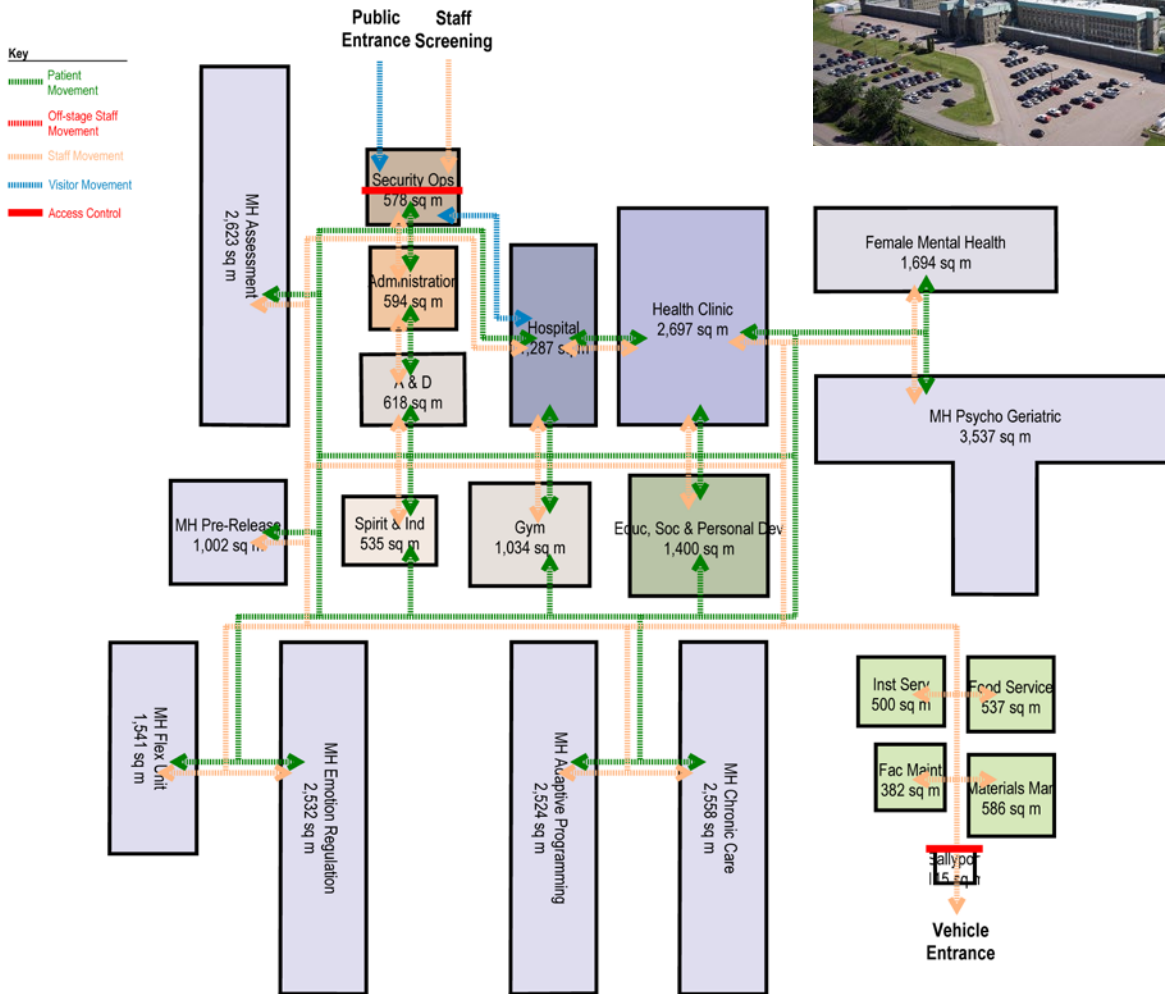 Public
Entrance
Staff
Screening
Key
Patient
Movement
Off-stage Staff
Movement
Staff Movement
Visitor Movement
Access Control
MH Assessment
2,623 sq m
Security Ops
578 sq m
Administration
594 sq m
A & D
618 sq m
Hospital
,287 sq m
Health Clinic
2,697 sq m
Female Mental Health
1,694 sq m
MH Psycho Geriatric
3,537 sq m
MH Pre-Release
1,002 sq m
Spirit & Ind
535 sq m
Gym
1,034 sq m
Educ, Soc & Personal Dev
1,400 sq m
MH Flex Unit
1,541 sq m
MH Emotion Regulation
2,532 sq m
MH Adaptive Programming
2,524 sq m
MH Chronic Care
2,558 sq m
Inst Serv
500 sq m
Food Service
537 sq m
Fac Maint
382 sq m
Materials Man
586 sq m
Sallyport
sq m
Vehicle
Entrance